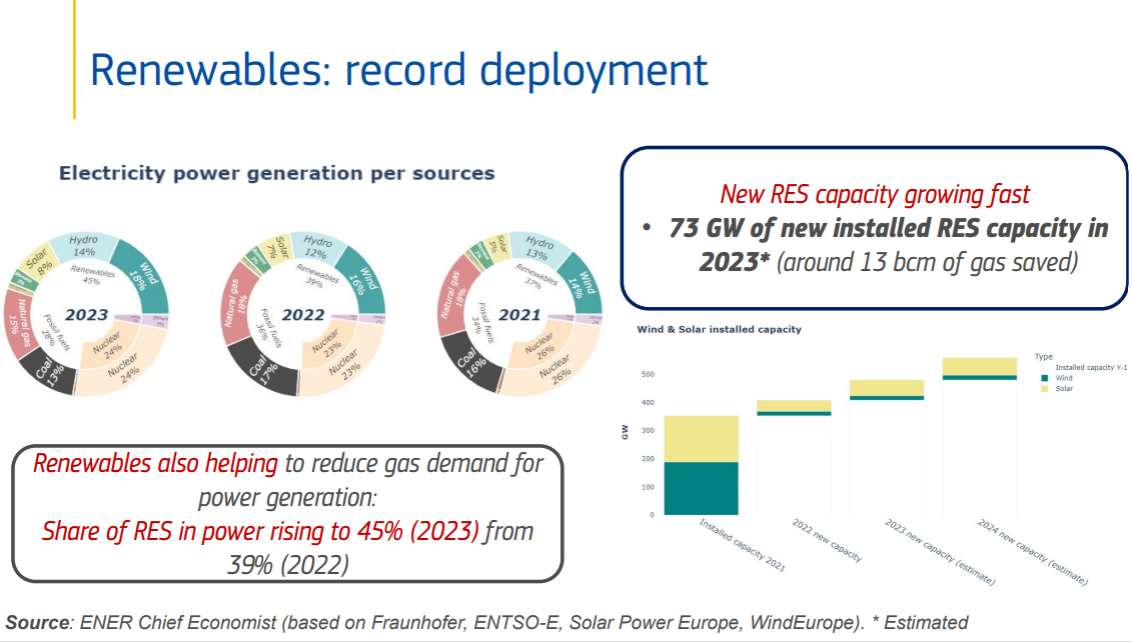 Renewables: record deployment
Electricity power generation per sources
Hydro
14%
Wind
18%
Solar
8%
Renewables
45%
Natural gas
15%
Fossil fuels
28%
2023
Coal
13%
Nuclear
24%
Nuclear
24%
Hydro
12%
Wind
16%
Solar
7%
Renewables
39%
Natural gas
18%
Fossil fuels
36%
2022
Coal
17%
Nuclear
23%
Nuclear
23%
Hydro
13%
Wind
14%
Solar
5%
Renewables
37%
Natural gas
18%
Fossil fuels
34%
2021
Coal
16%
Nuclear
26%
Nuclear
26%
New RES capacity growing fast
• 73 GW of new installed RES capacity in
2023* (around 13 bcm of gas saved)
Wind & Solar installed capacity
Type
Installed capacity Y-1
Wind
Solar
GW
500
400
300
200
100
0
Installed capacity 2021
2022 new capacity
2023 new capacity (estimate)
2024 new capacity (estimate)
Renewables also helping to reduce gas demand for
power generation:
Share of RES in power rising to 45% (2023) from
39% (2022)
Source: ENER Chief Economist (based on Fraunhofer, ENTSO-E, Solar Power Europe, WindEurope). * Estimated